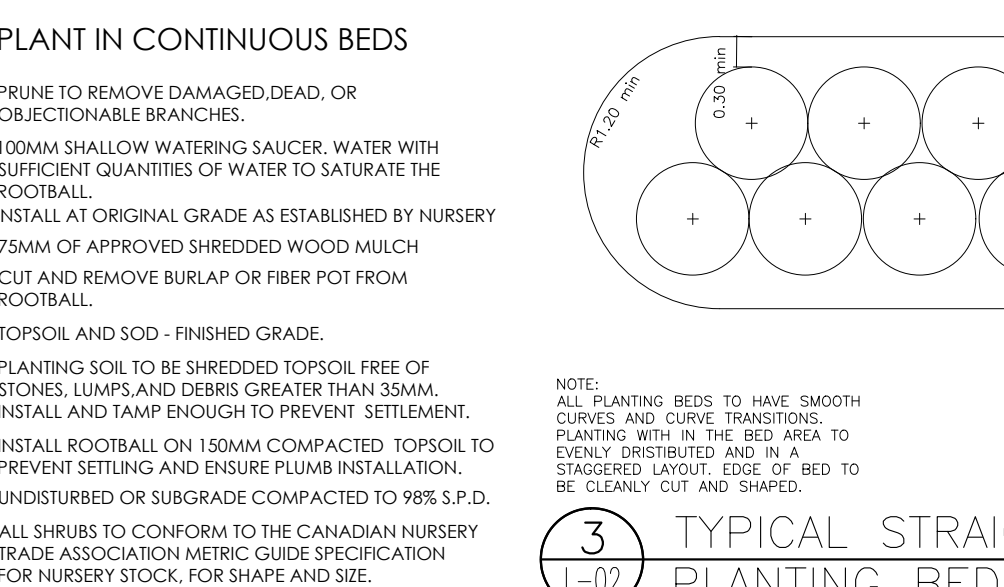 PLANT IN CONTINUOUS BEDS
PRUNE TO REMOVE DAMAGED,DEAD, OR
OBJECTIONABLE BRANCHES.
100MM SHALLOW WATERING SAUCER. WATER WITH
SUFFICIENT QUANTITIES OF WATER TO SATURATE THE
ROOTBALL.
INSTALL AT ORIGINAL GRADE AS ESTABLISHED BY NURSERY
75MM OF APPROVED SHREDDED WOOD MULCH
CUT AND REMOVE BURLAP OR FIBER POT FROM
ROOTBALL.
TOPSOIL AND SOD - FINISHED GRADE.
PLANTING SOIL TO BE SHREDDED TOPSOIL FREE OF
STONES, LUMPS,AND DEBRIS GREATER THAN 35MM.
INSTALL AND TAMP ENOUGH TO PREVENT SETTLEMENT.
INSTALL ROOTBALL ON 150MM COMPACTED TOPSOIL TO
PREVENT SETTLING AND ENSURE PLUMB INSTALLATION.
UNDISTURBED OR SUBGRADE COMPACTED TO 98% S.P.D.
ALL SHRUBS TO CONFORM TO THE CANADIAN NURSERY
TRADE ASSOCIATION METRIC GUIDE SPECIFICATION
FOR NURSERY STOCK, FOR SHAPE AND SIZE.
R1.20 min
0.30 min
NOTE:
ALL PLANTING BEDS TO HAVE SMOOTH
CURVES AND CURVE TRANSITIONS.
PLANTING WITH IN THE BED AREA TO
EVENLY DRISTIBUTED AND IN A
STAGGERED LAYOUT. EDGE OF BED TO
BE CLEANLY CUT AND SHAPED.
3
L-02
TYPICAL STRAIG
PLANTING BED